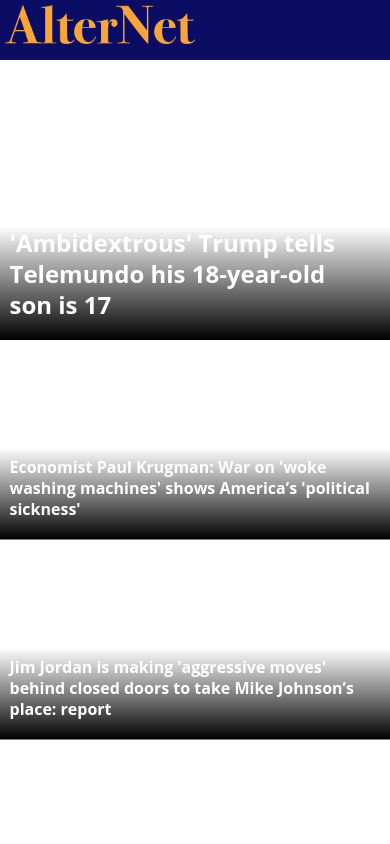 AlterNet
'Ambidextrous' Trump tells
Telemundo his 18-year-old
son is 17
Economist Paul Krugman: War on 'woke
washing machines' shows America’s 'political
sickness'
Jim Jordan is making 'aggressive moves'
behind closed doors to take Mike Johnson’s
place: report